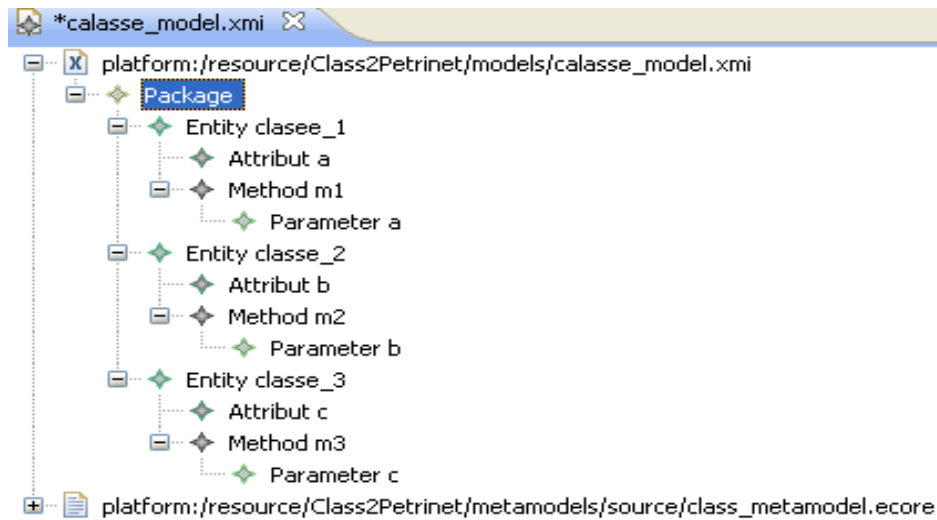 *calasse_model.xmi
platform:/resource/Class2Petrinet/models/calasse_model.xmi
Package
Entity clasee_1
Attribut a
Method m1
Parameter a
Entity classe_2
Attribut b
Method m2
Parameter b
Entity classe_3
Attribut c
Method m3
Parameter c
platform:/resource/Class2Petrinet/metamodels/source/class_metamodel.ecore